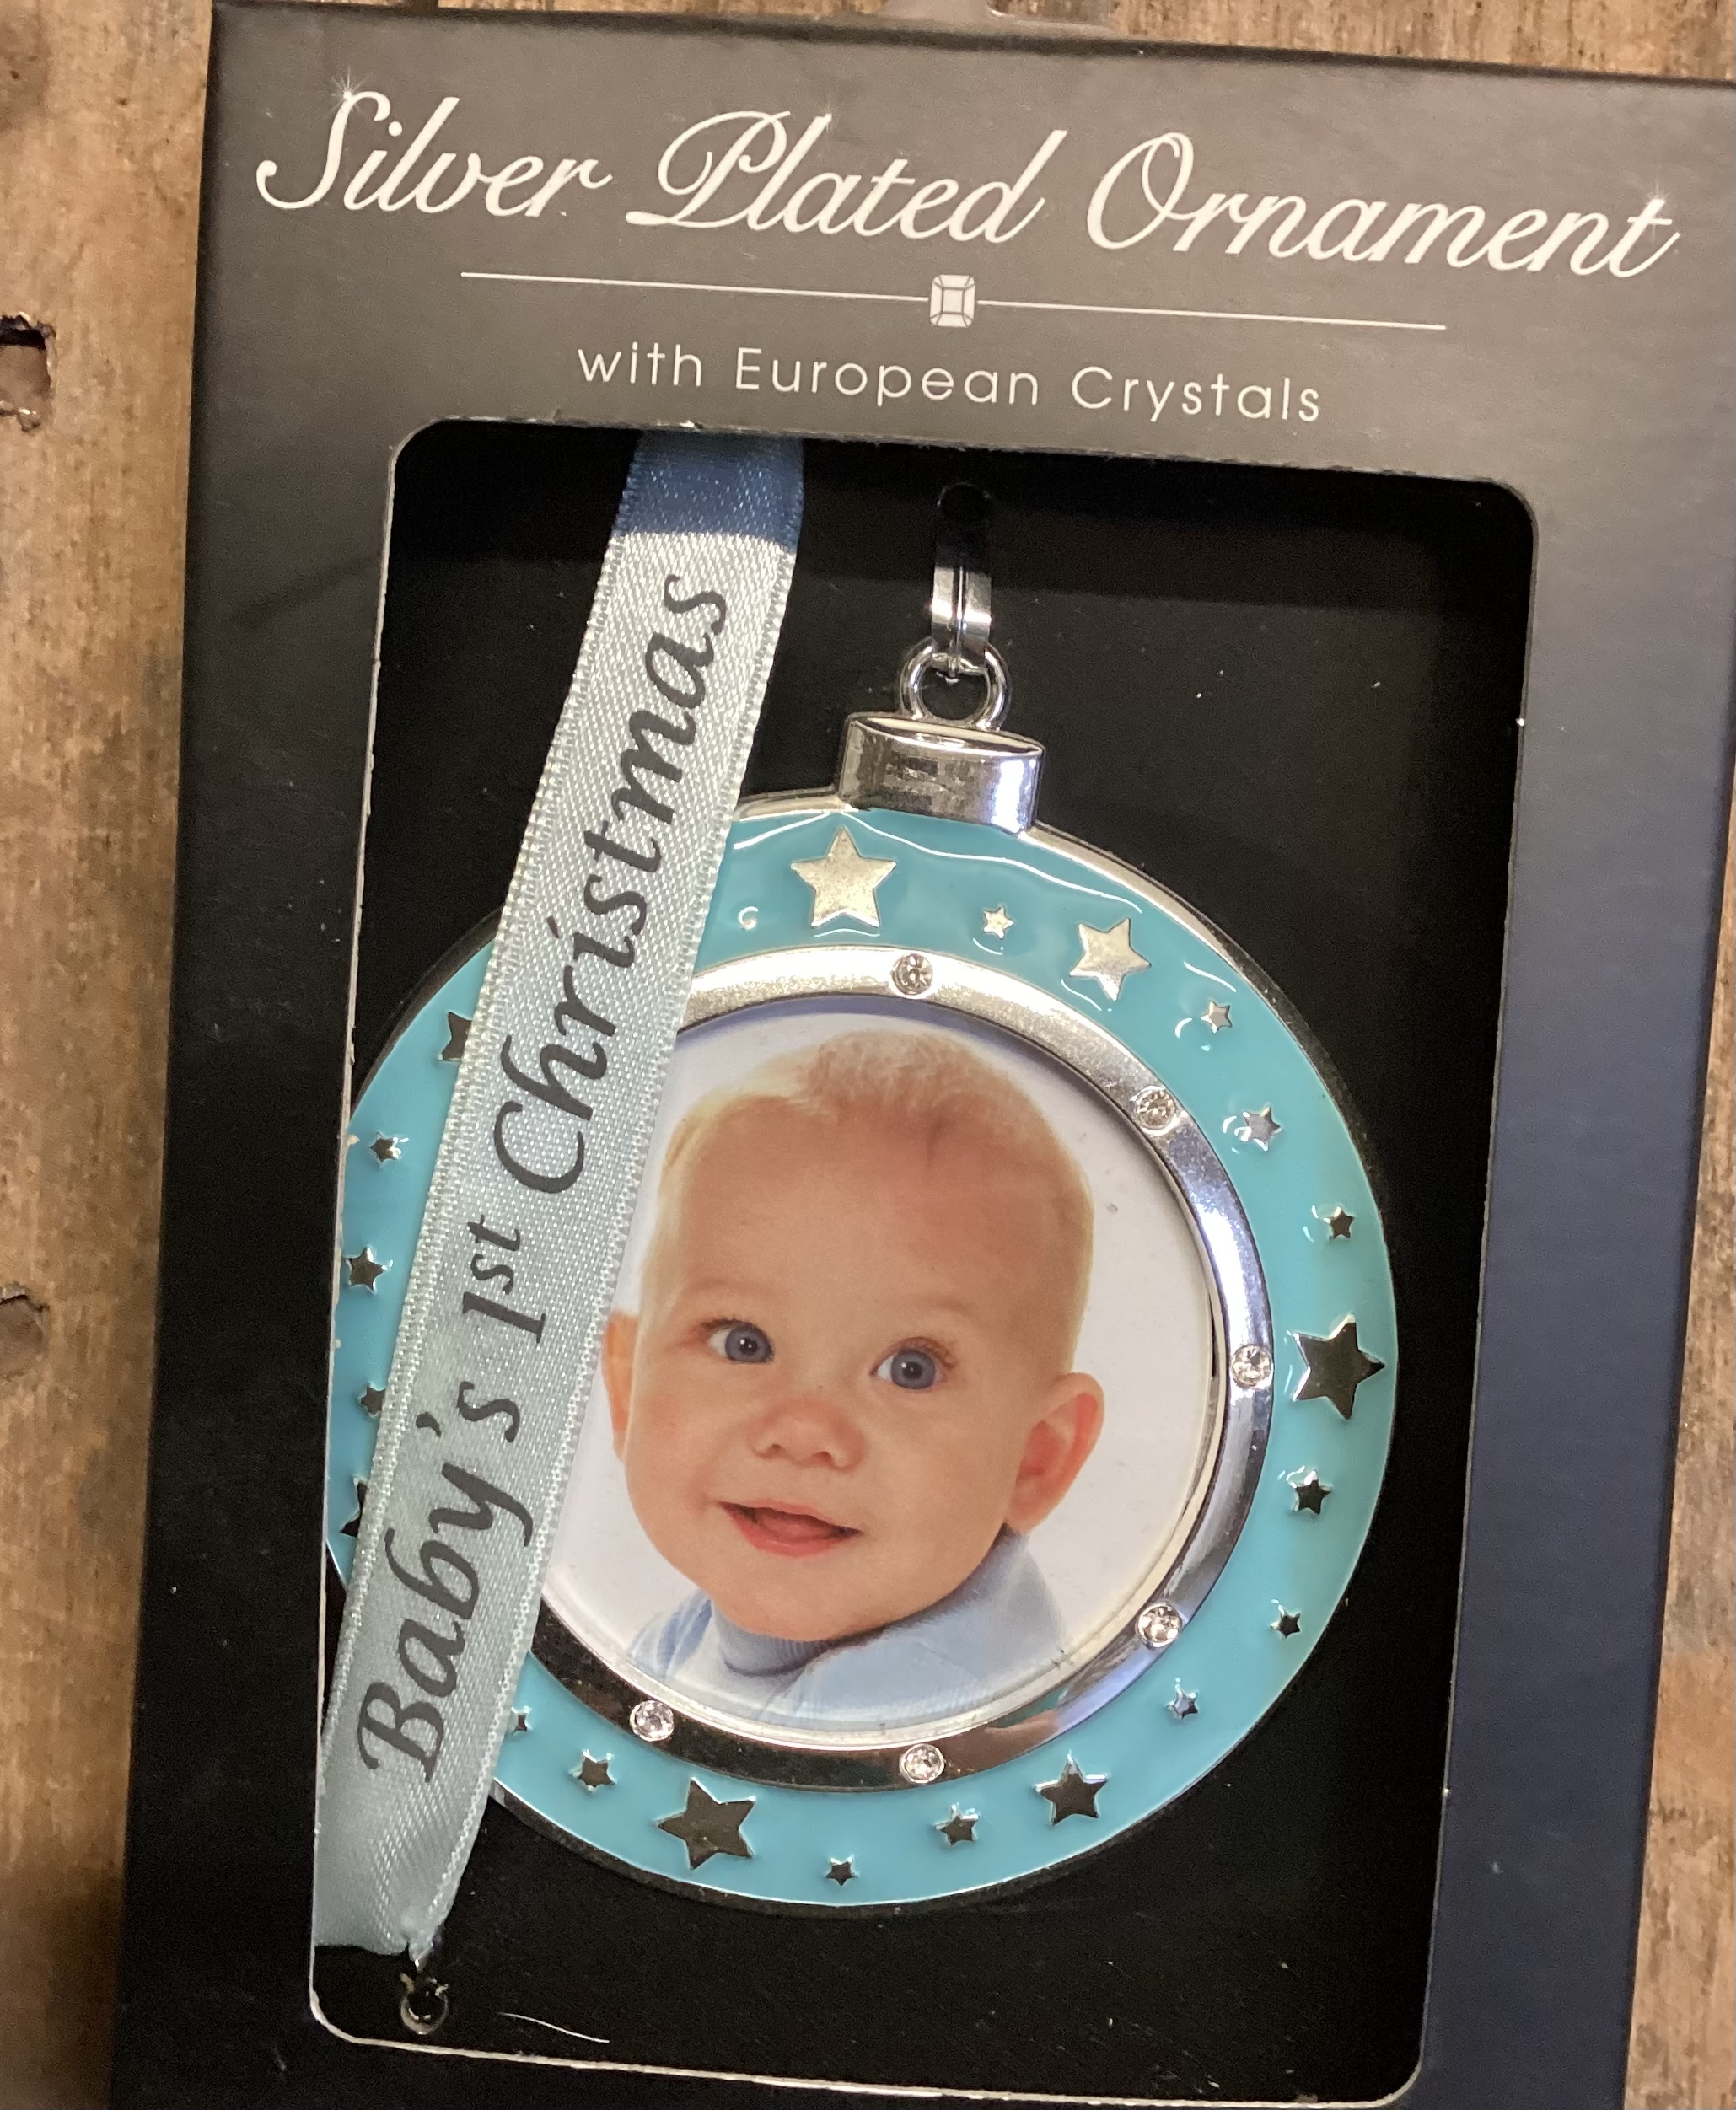 Silver Plated Ornament
with European Crystals
Baby's 1st Christmas